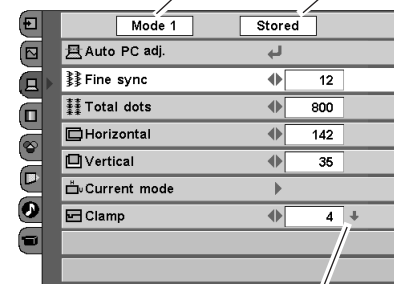 Mode 1 Stored
Auto PC adj.
Fine sync 12
Total dots 800
Horizontal 142
Vertical 35
Current mode
Clamp 4